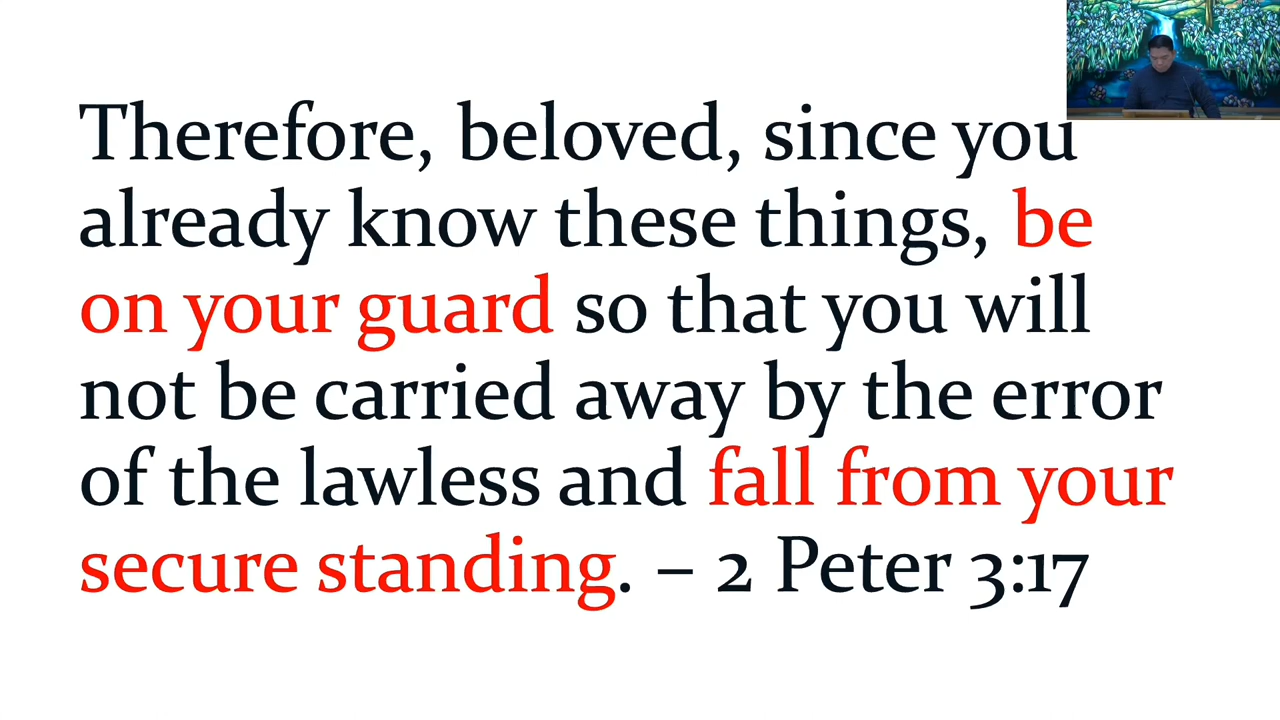 Therefore, beloved, since you
already know these things, be
on your guard so that you will
not be carried away by the error
of the lawless and fall from your
secure standing. – 2 Peter 3:17